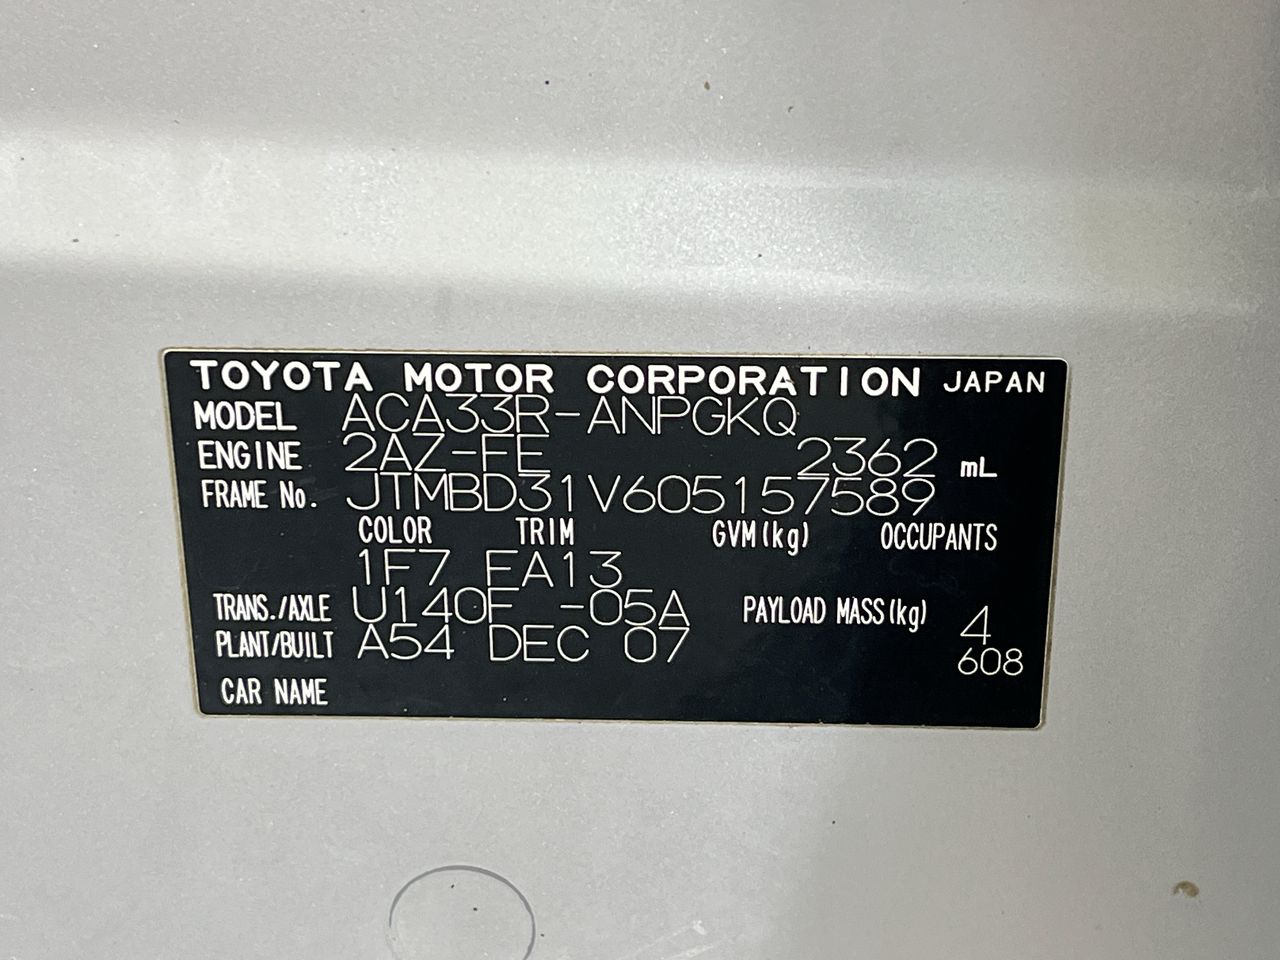 TOYOTA MOTOR CORPORATION JAPAN
MODEL ACA33R-ANPGKQ
ENGINE 2AZ-FE 2362 mL
FRAME No. JTMBD31V605157589
COLOR TRIM GVM(kg) OCCUPANTS
1F7 FA13
TRANS./AXLE U140F -05A PAYLOAD MASS(kg) 4
PLANT/BUILT A54 DEC 07 608
CAR NAME